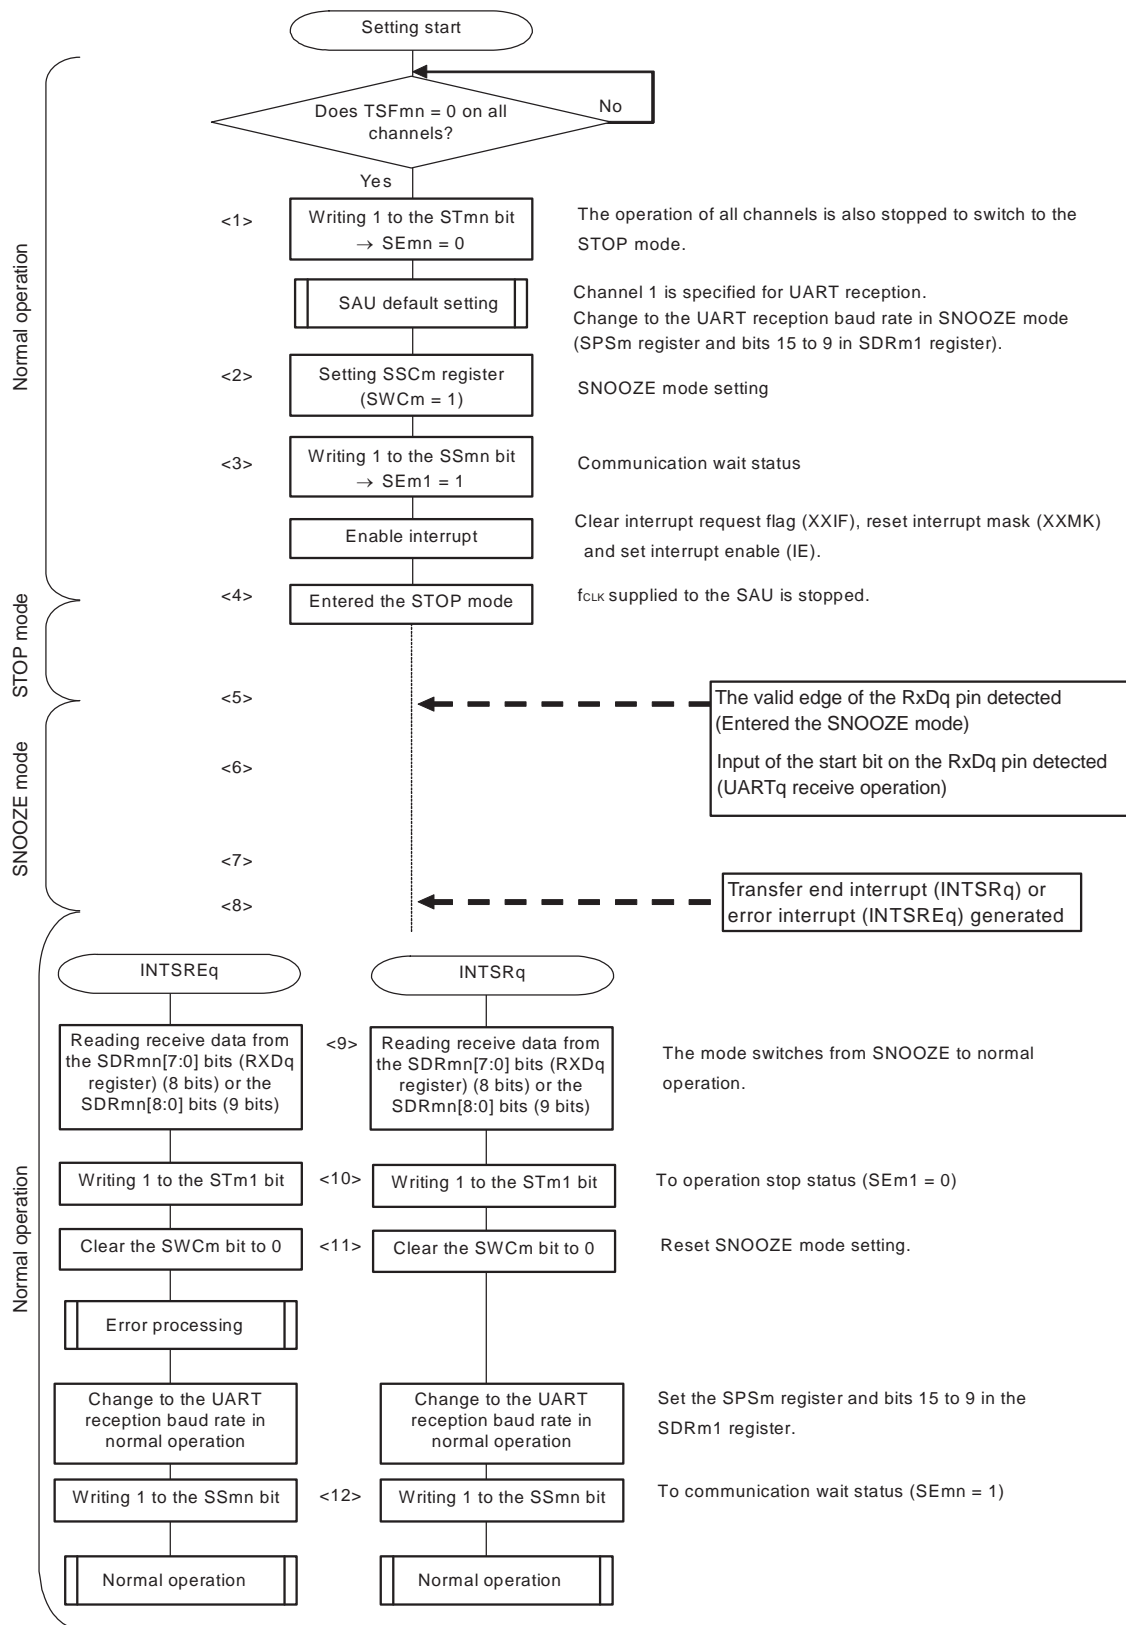 Setting start
Does TSFmn = 0 on all
channels?
No
Yes
Normal operation
<1>
Writing 1 to the STmn bit
→ SEmn = 0
The operation of all channels is also stopped to switch to the
STOP mode.
SAU default setting
Channel 1 is specified for UART reception.
Change to the UART reception baud rate in SNOOZE mode
(SPSm register and bits 15 to 9 in SDRm1 register).
<2>
Setting SSCm register
(SWCm = 1)
SNOOZE mode setting
<3>
Writing 1 to the SSmn bit
→ SEm1 = 1
Communication wait status
Enable interrupt
Clear interrupt request flag (XXIF), reset interrupt mask (XXMK)
and set interrupt enable (IE).
<4>
Entered the STOP mode
fCLK supplied to the SAU is stopped.
STOP mode
<5>
The valid edge of the RxDq pin detected
(Entered the SNOOZE mode)
SNOOZE mode
<6>
Input of the start bit on the RxDq pin detected
(UARTq receive operation)
<7>
<8>
Transfer end interrupt (INTSRq) or
error interrupt (INTSREq) generated
Normal operation
INTSREq
INTSRq
Reading receive data from
the SDRmn[7:0] bits (RXDq
register) (8 bits) or the
SDRmn[8:0] bits (9 bits)
<9>
Reading receive data from
the SDRmn[7:0] bits (RXDq
register) (8 bits) or the
SDRmn[8:0] bits (9 bits)
The mode switches from SNOOZE to normal
operation.
Writing 1 to the STm1 bit
<10>
Writing 1 to the STm1 bit
To operation stop status (SEm1 = 0)
Clear the SWCm bit to 0
<11>
Clear the SWCm bit to 0
Reset SNOOZE mode setting.
Error processing
Change to the UART
reception baud rate in
normal operation
Change to the UART
reception baud rate in
normal operation
Set the SPSm register and bits 15 to 9 in the
SDRm1 register.
Writing 1 to the SSmn bit
<12>
Writing 1 to the SSmn bit
To communication wait status (SEmn = 1)
Normal operation
Normal operation